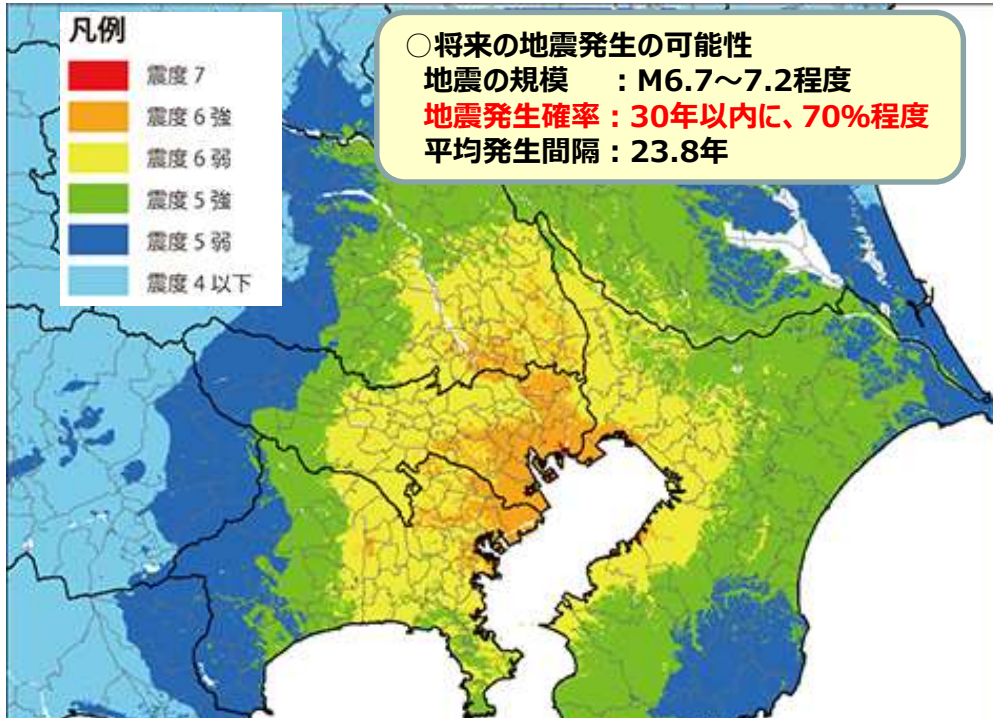 凡例
震度7
震度6強
震度6弱
震度5強
震度5弱
震度4以下
○将来の地震発生の可能性
地震の規模　：M6.7～7.2程度
地震発生確率：30年以内に、70%程度
平均発生間隔：23.8年